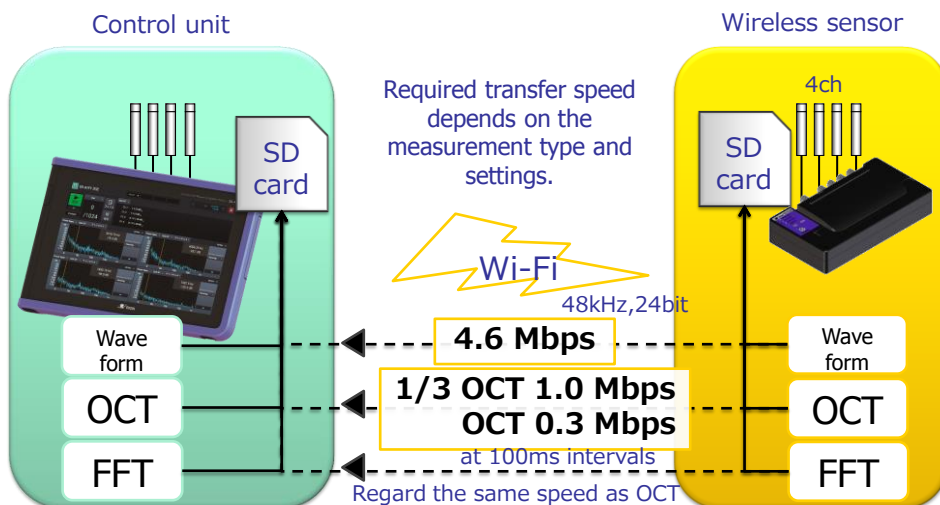 Control unit
Wireless sensor
4ch
Required transfer speed
depends on the
measurement type and
settings.
SD
card
SD
card
Wi-Fi
48kHz,24bit
Wave
form
4.6 Mbps
Wave
form
OCT
1/3 OCT 1.0 Mbps
OCT 0.3 Mbps
OCT
at 100ms intervals
FFT
FFT
Regard the same speed as OCT